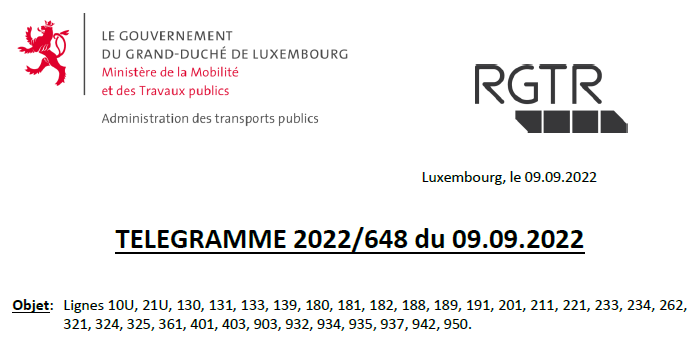 LE GOUVERNEMENT
DU GRAND-DUCHÉ DE LUXEMBOURG
Ministère de la Mobilité
et des Travaux publics
Administration des transports publics
RGTR
Luxembourg, le 09.09.2022
TELEGRAMME 2022/648 du 09.09.2022
Objet: Lignes 10U, 21U, 130, 131, 133, 139, 180, 181, 182, 188, 189, 191, 201, 211, 221, 233, 234, 262,
321, 324, 325, 361, 401, 403, 903, 932, 934, 935, 937, 942, 950.